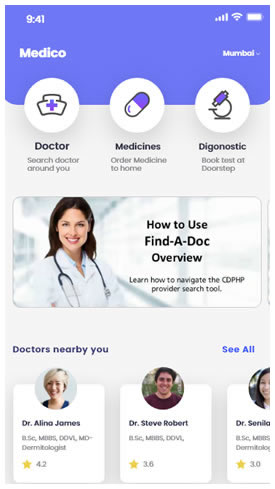 9:41
Medico
Mumbai
Doctor
Medicines
Digonostic
Search doctor
around you
Order Medicine
to home
Book test at
Doorstep
How to Use
Find-A-Doc
Overview
Learn how to navigate the CDPHP
provider search tool.
Doctors nearby you
See All
Dr. Alina James
B.Sc, MBBS, DDVL, MD-
Dermitologist
4.2
Dr. Steve Robert
B.Sc, MBBS, DDVL,
3.6
Dr. Senila
B.Sc, MBBS,
Dermitologist
3.0